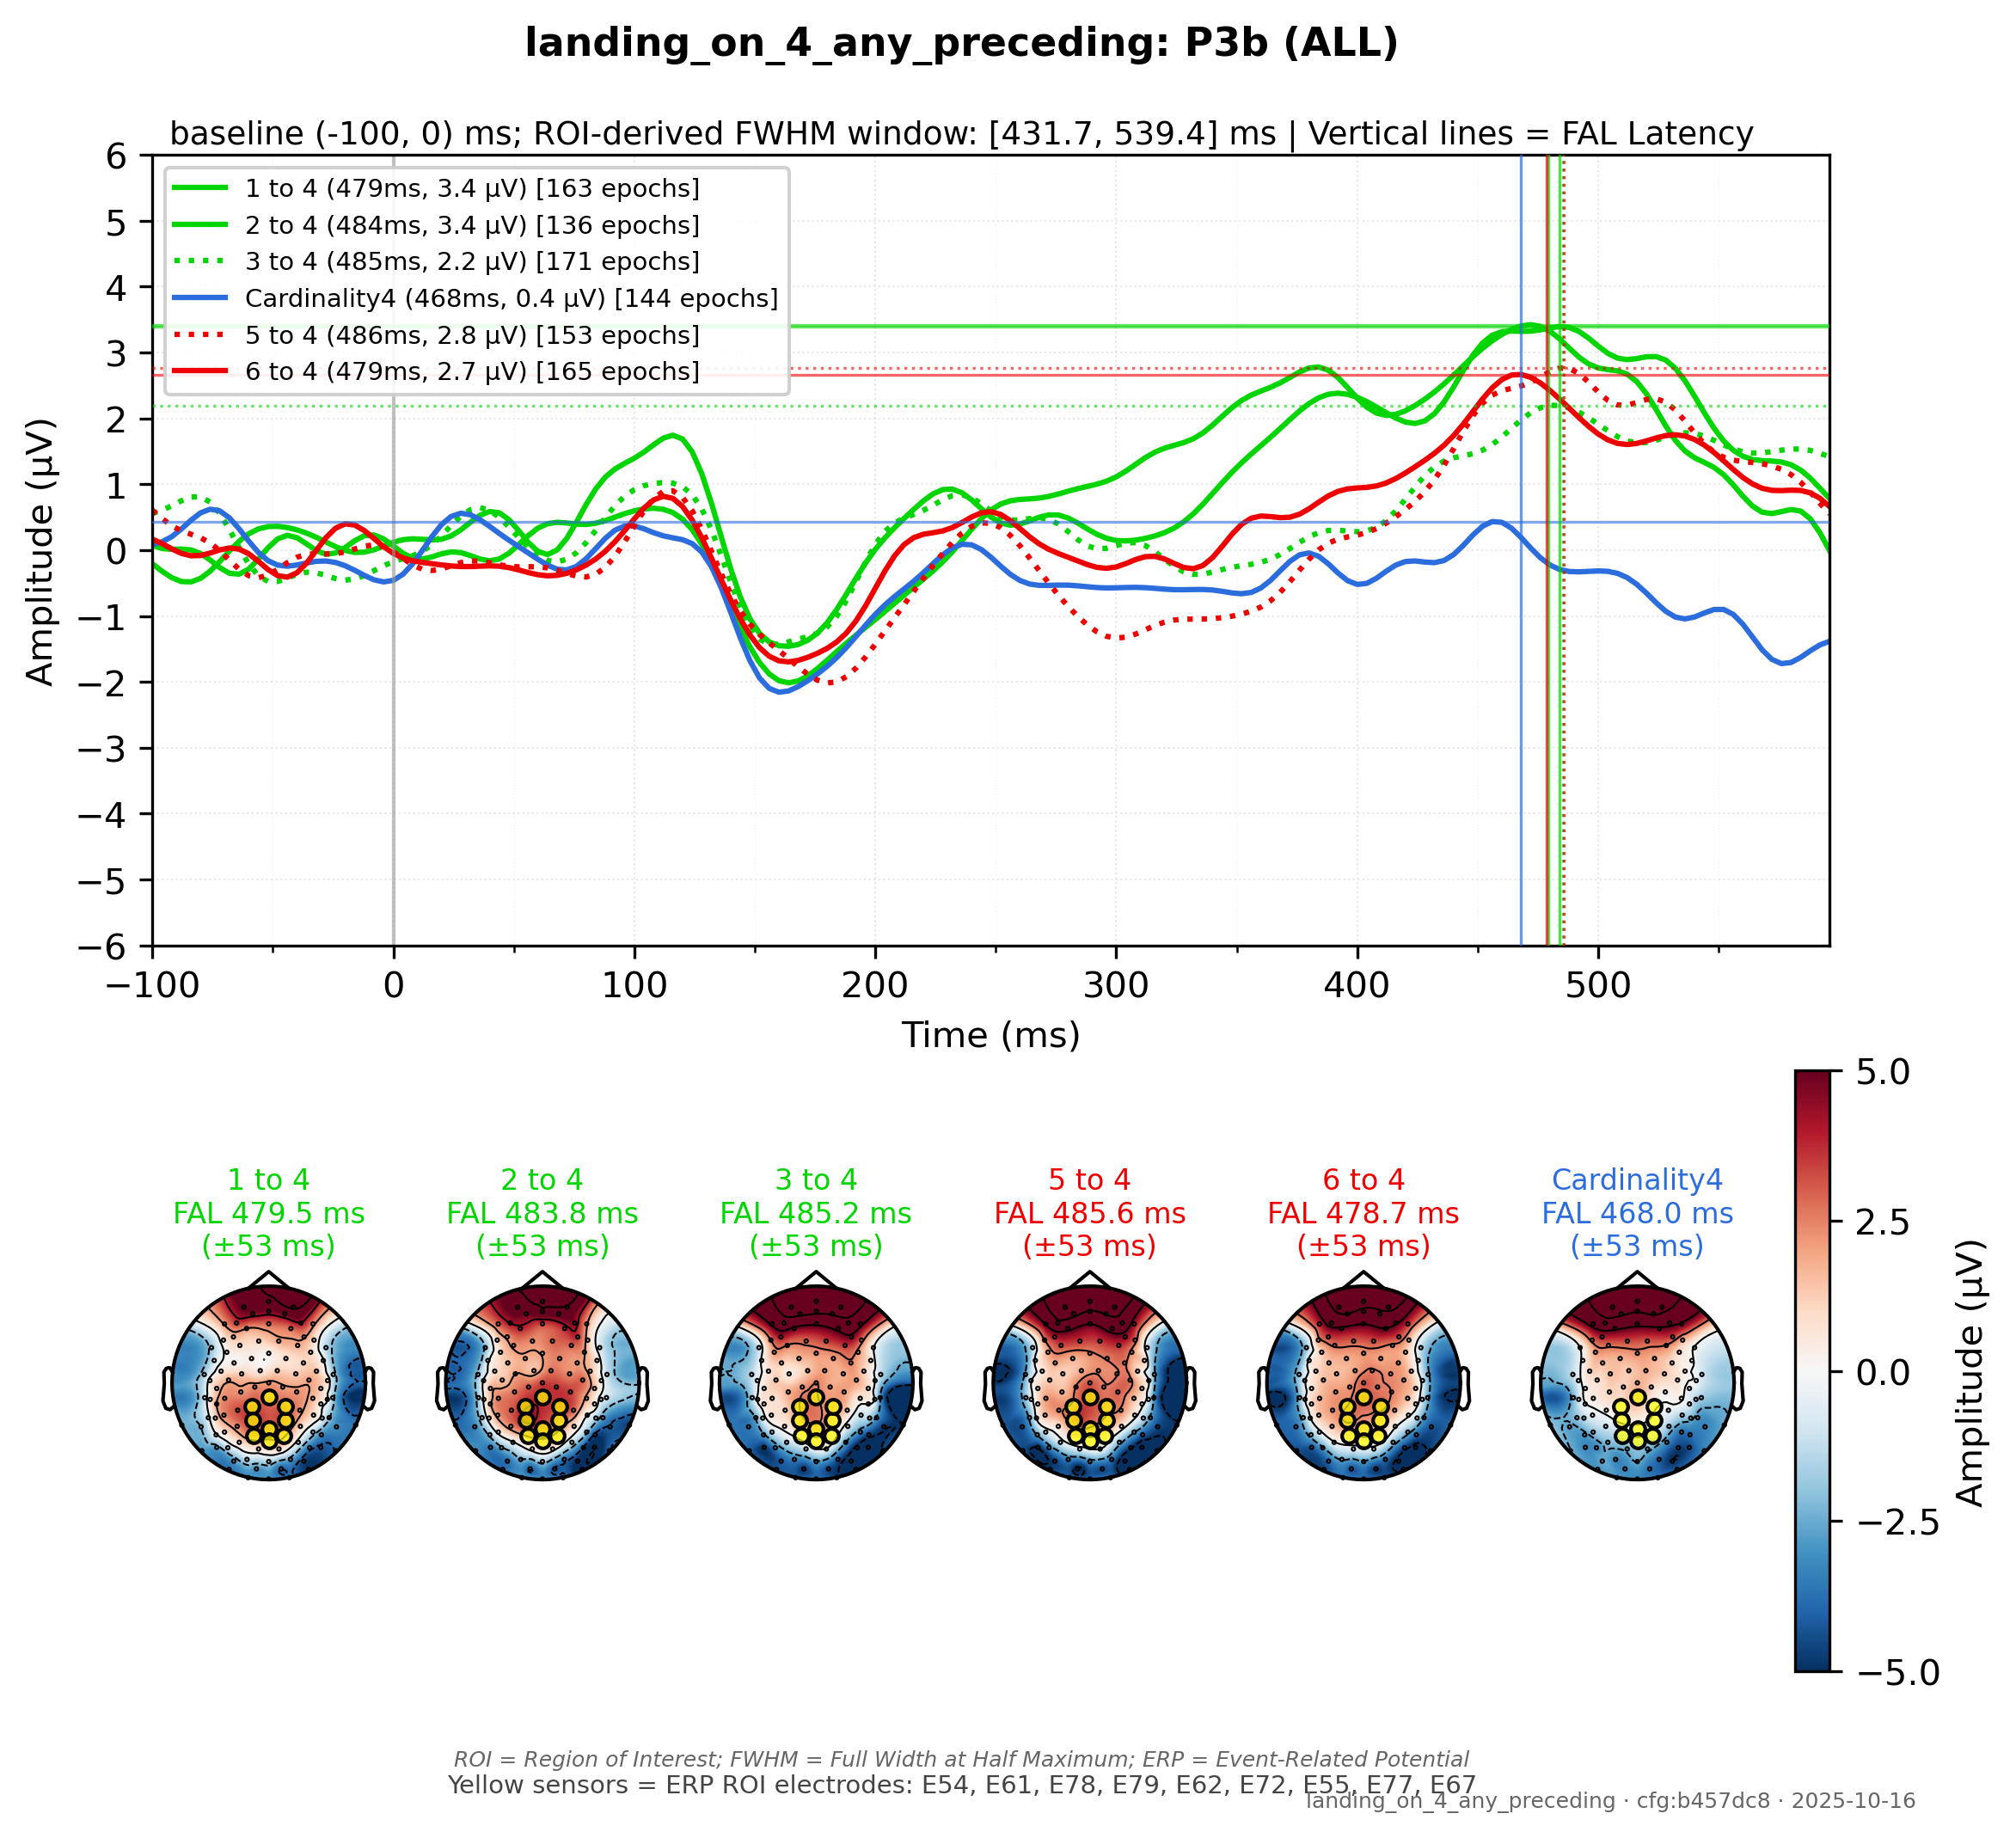 landing_on_4_any_preceding: P3b (ALL)
baseline (-100, 0) ms; ROI-derived FWHM window: [431.7, 539.4] ms | Vertical lines = FAL Latency
1 to 4 (479ms, 3.4 µV) [163 epochs]
2 to 4 (484ms, 3.4 µV) [136 epochs]
3 to 4 (485ms, 2.2 µV) [171 epochs]
Cardinality4 (468ms, 0.4 µV) [144 epochs]
5 to 4 (486ms, 2.8 µV) [153 epochs]
6 to 4 (479ms, 2.7 µV) [165 epochs]
Amplitude (µV)
6
5
4
3
2
1
0
−1
−2
−3
−4
−5
−6
−100 0 100 200 300 400 500
Time (ms)
1 to 4
FAL 479.5 ms
(±53 ms)
2 to 4
FAL 483.8 ms
(±53 ms)
3 to 4
FAL 485.2 ms
(±53 ms)
5 to 4
FAL 485.6 ms
(±53 ms)
6 to 4
FAL 478.7 ms
(±53 ms)
Cardinality4
FAL 468.0 ms
(±53 ms)
5.0
2.5
0.0
−2.5
−5.0
Amplitude (µV)
ROI = Region of Interest; FWHM = Full Width at Half Maximum; ERP = Event-Related Potential
Yellow sensors = ERP ROI electrodes: E54, E61, E78, E79, E62, E72, E55, E77, E67
landing_on_4_any_preceding · cfg:b457dc8 · 2025-10-16